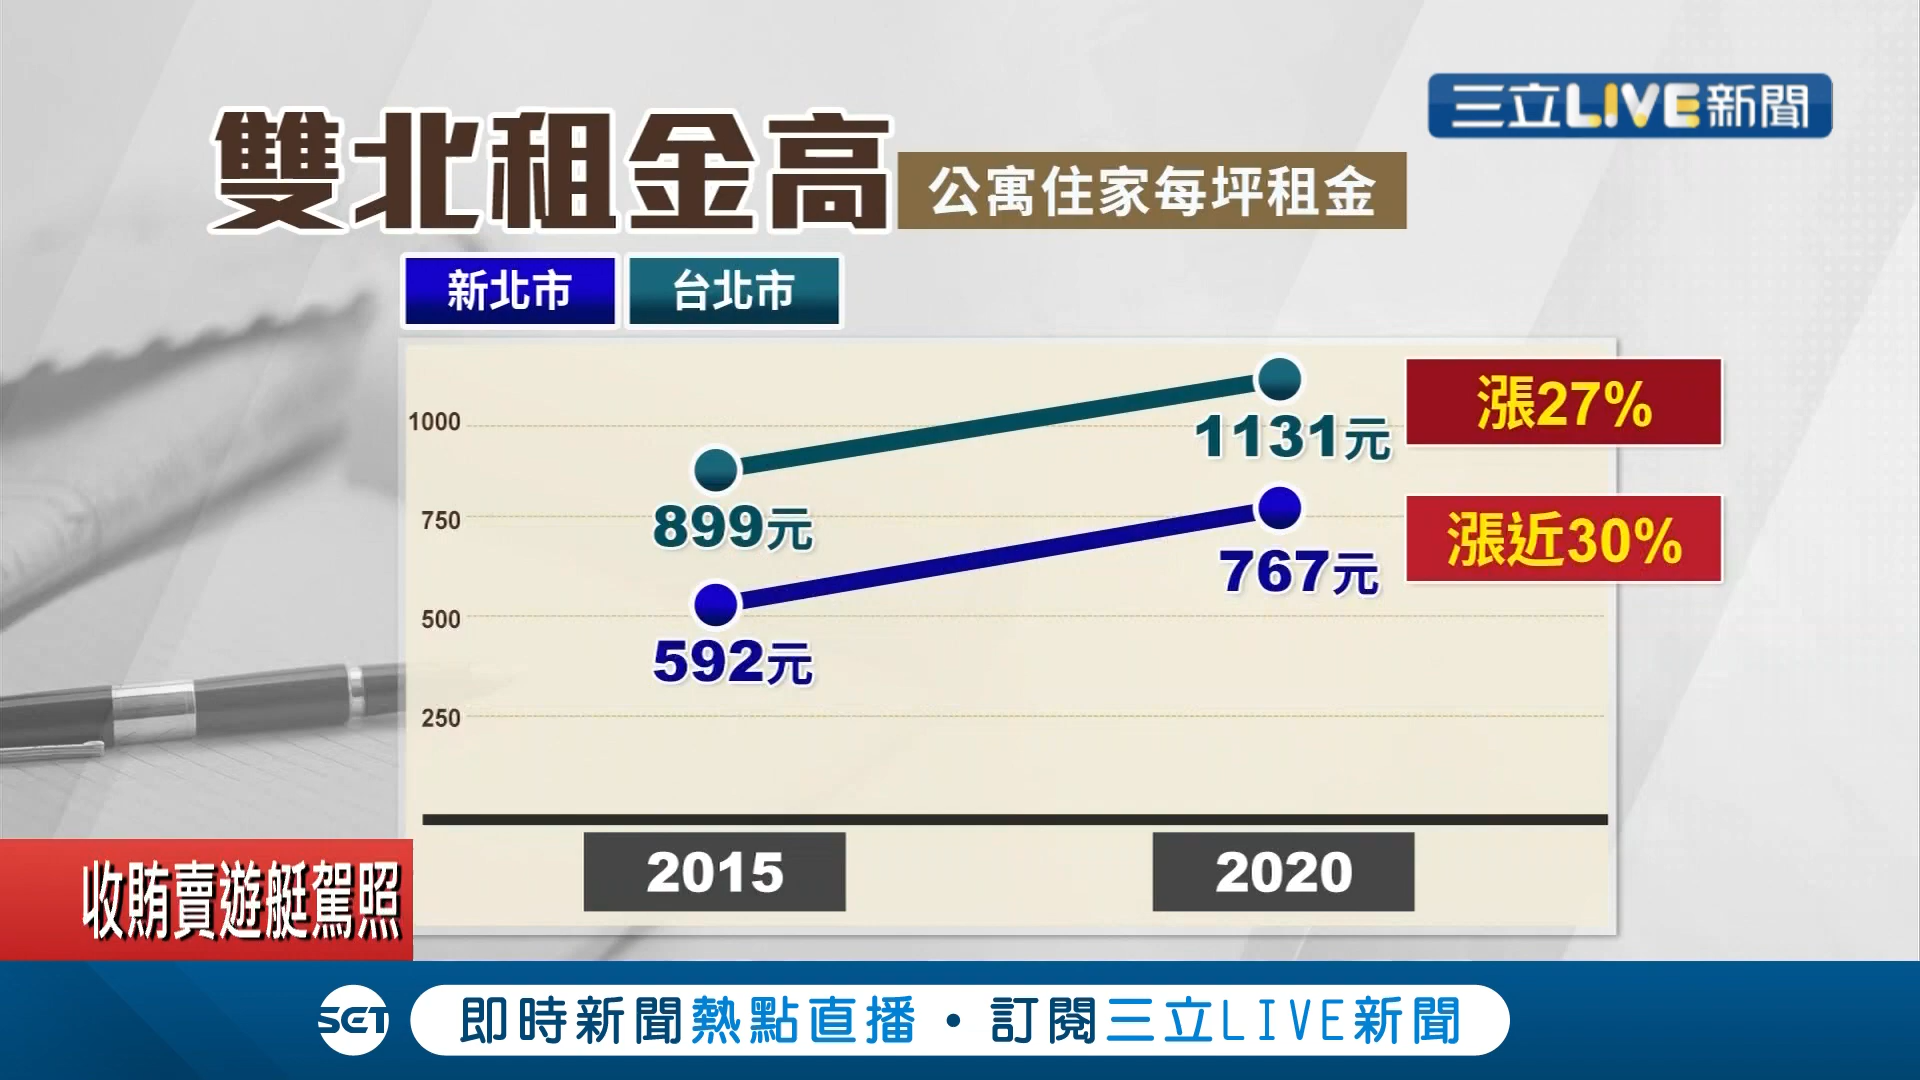 三立LIVE新聞
雙北租金高
公寓住家每坪租金
新北市
台北市
1000
750
500
250
899元
1131元
漲27%
592元
767元
漲近30%
2015
2020
收賄賣遊艇駕照
SET
即時新聞熱點直播・訂閱三立LIVE新聞